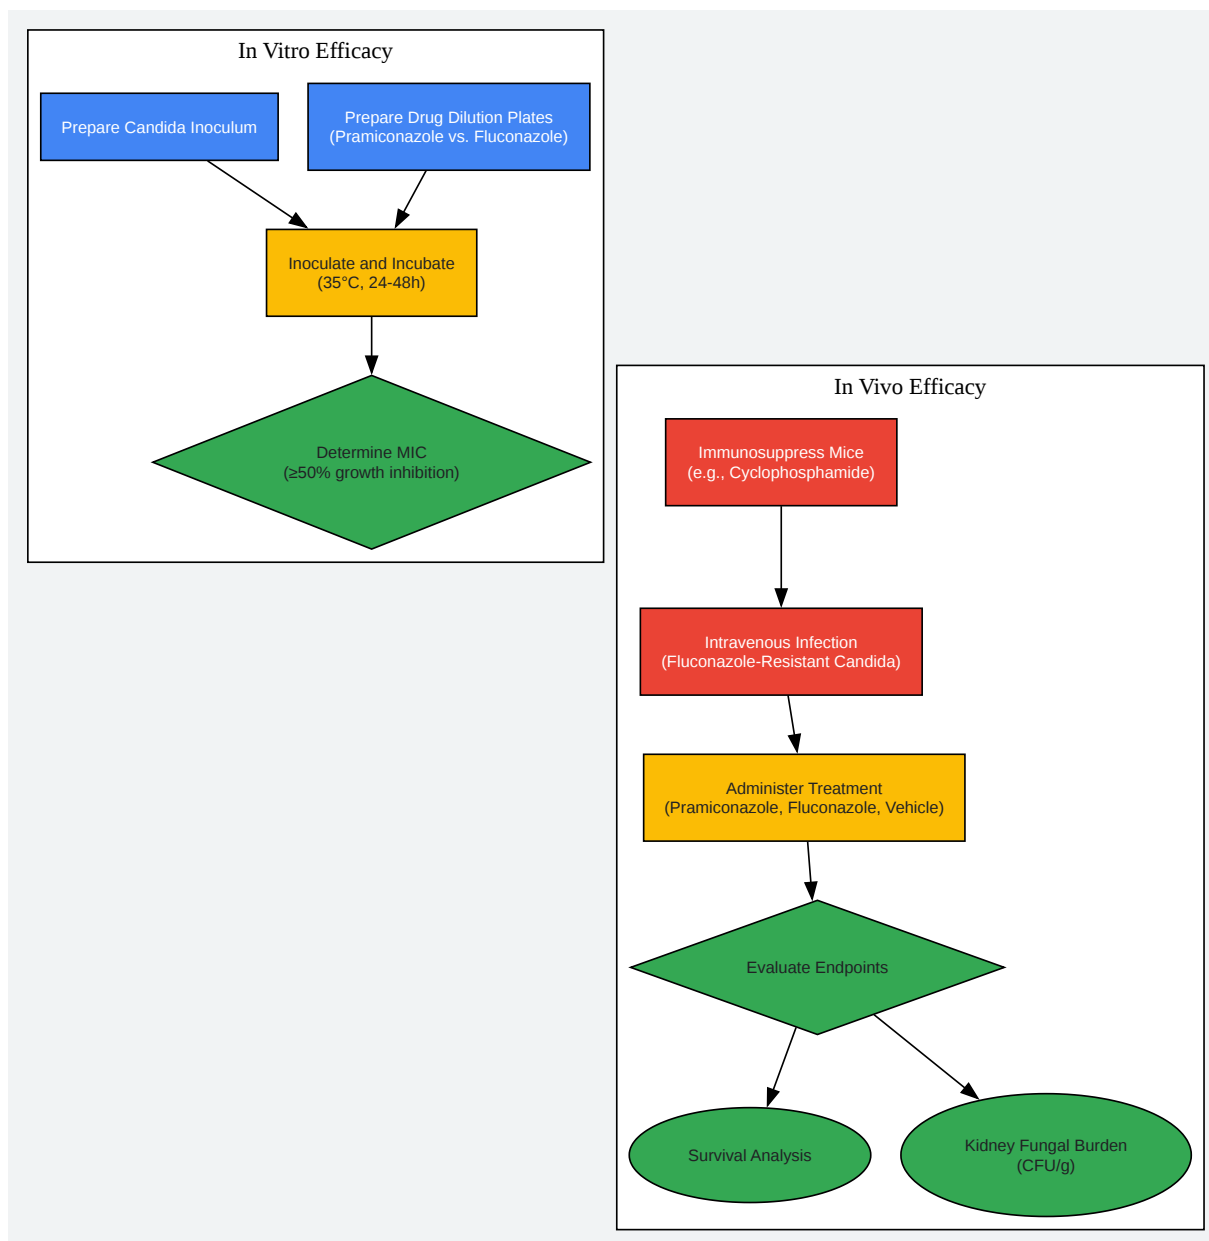 In Vitro Efficacy
Prepare Candida Inoculum
Prepare Drug Dilution Plates
(Pramiconazole vs. Fluconazole)
Inoculate and Incubate
(35°C, 24-48h)
Determine MIC
(≥50% growth inhibition)
In Vivo Efficacy
Immunosuppress Mice
(e.g., Cyclophosphamide)
Intravenous Infection
(Fluconazole-Resistant Candida)
Administer Treatment
(Pramiconazole, Fluconazole, Vehicle)
Evaluate Endpoints
Survival Analysis
Kidney Fungal Burden
(CFU/g)